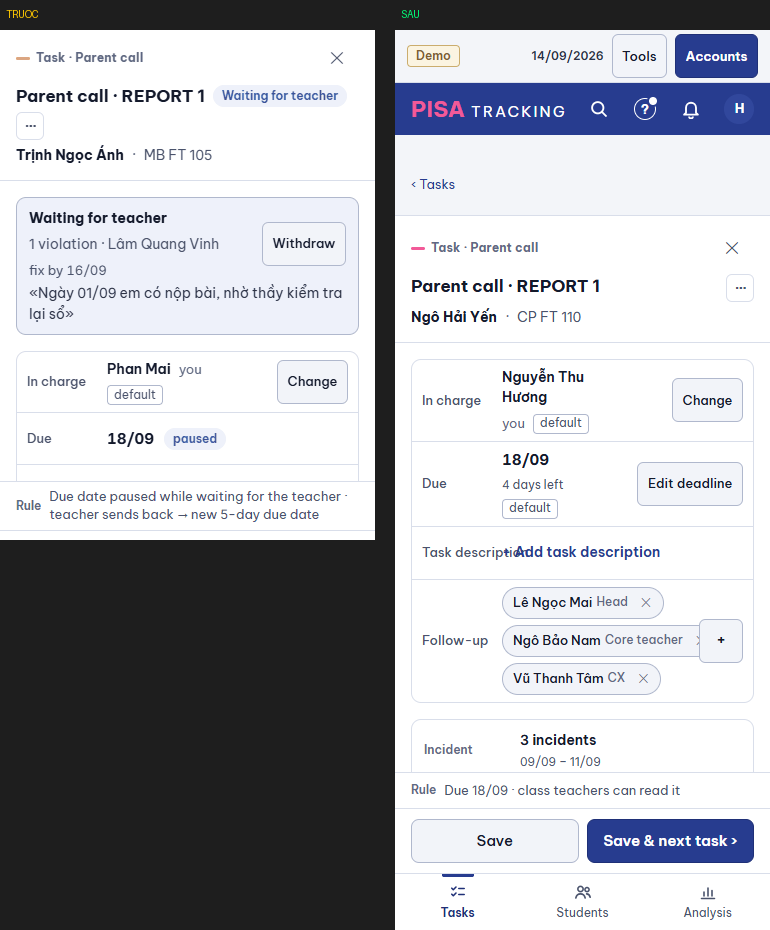 TRUOC
Task · Parent call
Parent call · REPORT 1 Waiting for teacher
...
Trịnh Ngọc Ánh · MB FT 105
Waiting for teacher
1 violation · Lâm Quang Vinh
fix by 16/09
Withdraw
«Ngày 01/09 em có nộp bài, nhờ thầy kiểm tra
lại sổ»
In charge
Phan Mai you
default
Change
Due
18/09 paused
Rule
Due date paused while waiting for the teacher ·
teacher sends back → new 5-day due date
SAU
Demo
14/09/2026
Tools
Accounts
PISA TRACKING
?
H
‹ Tasks
Task · Parent call
Parent call · REPORT 1
...
Ngô Hải Yến · CP FT 110
In charge
Nguyễn Thu
Hương
you default
Change
Due
18/09
4 days left
default
Edit deadline
Task description
+ Add task description
Follow-up
Lê Ngọc Mai Head ×
Ngô Bảo Nam Core teacher
+
Vũ Thanh Tâm CX ×
Incident
3 incidents
09/09 – 11/09
Rule Due 18/09 · class teachers can read it
Save
Save & next task ›
Tasks
Students
Analysis